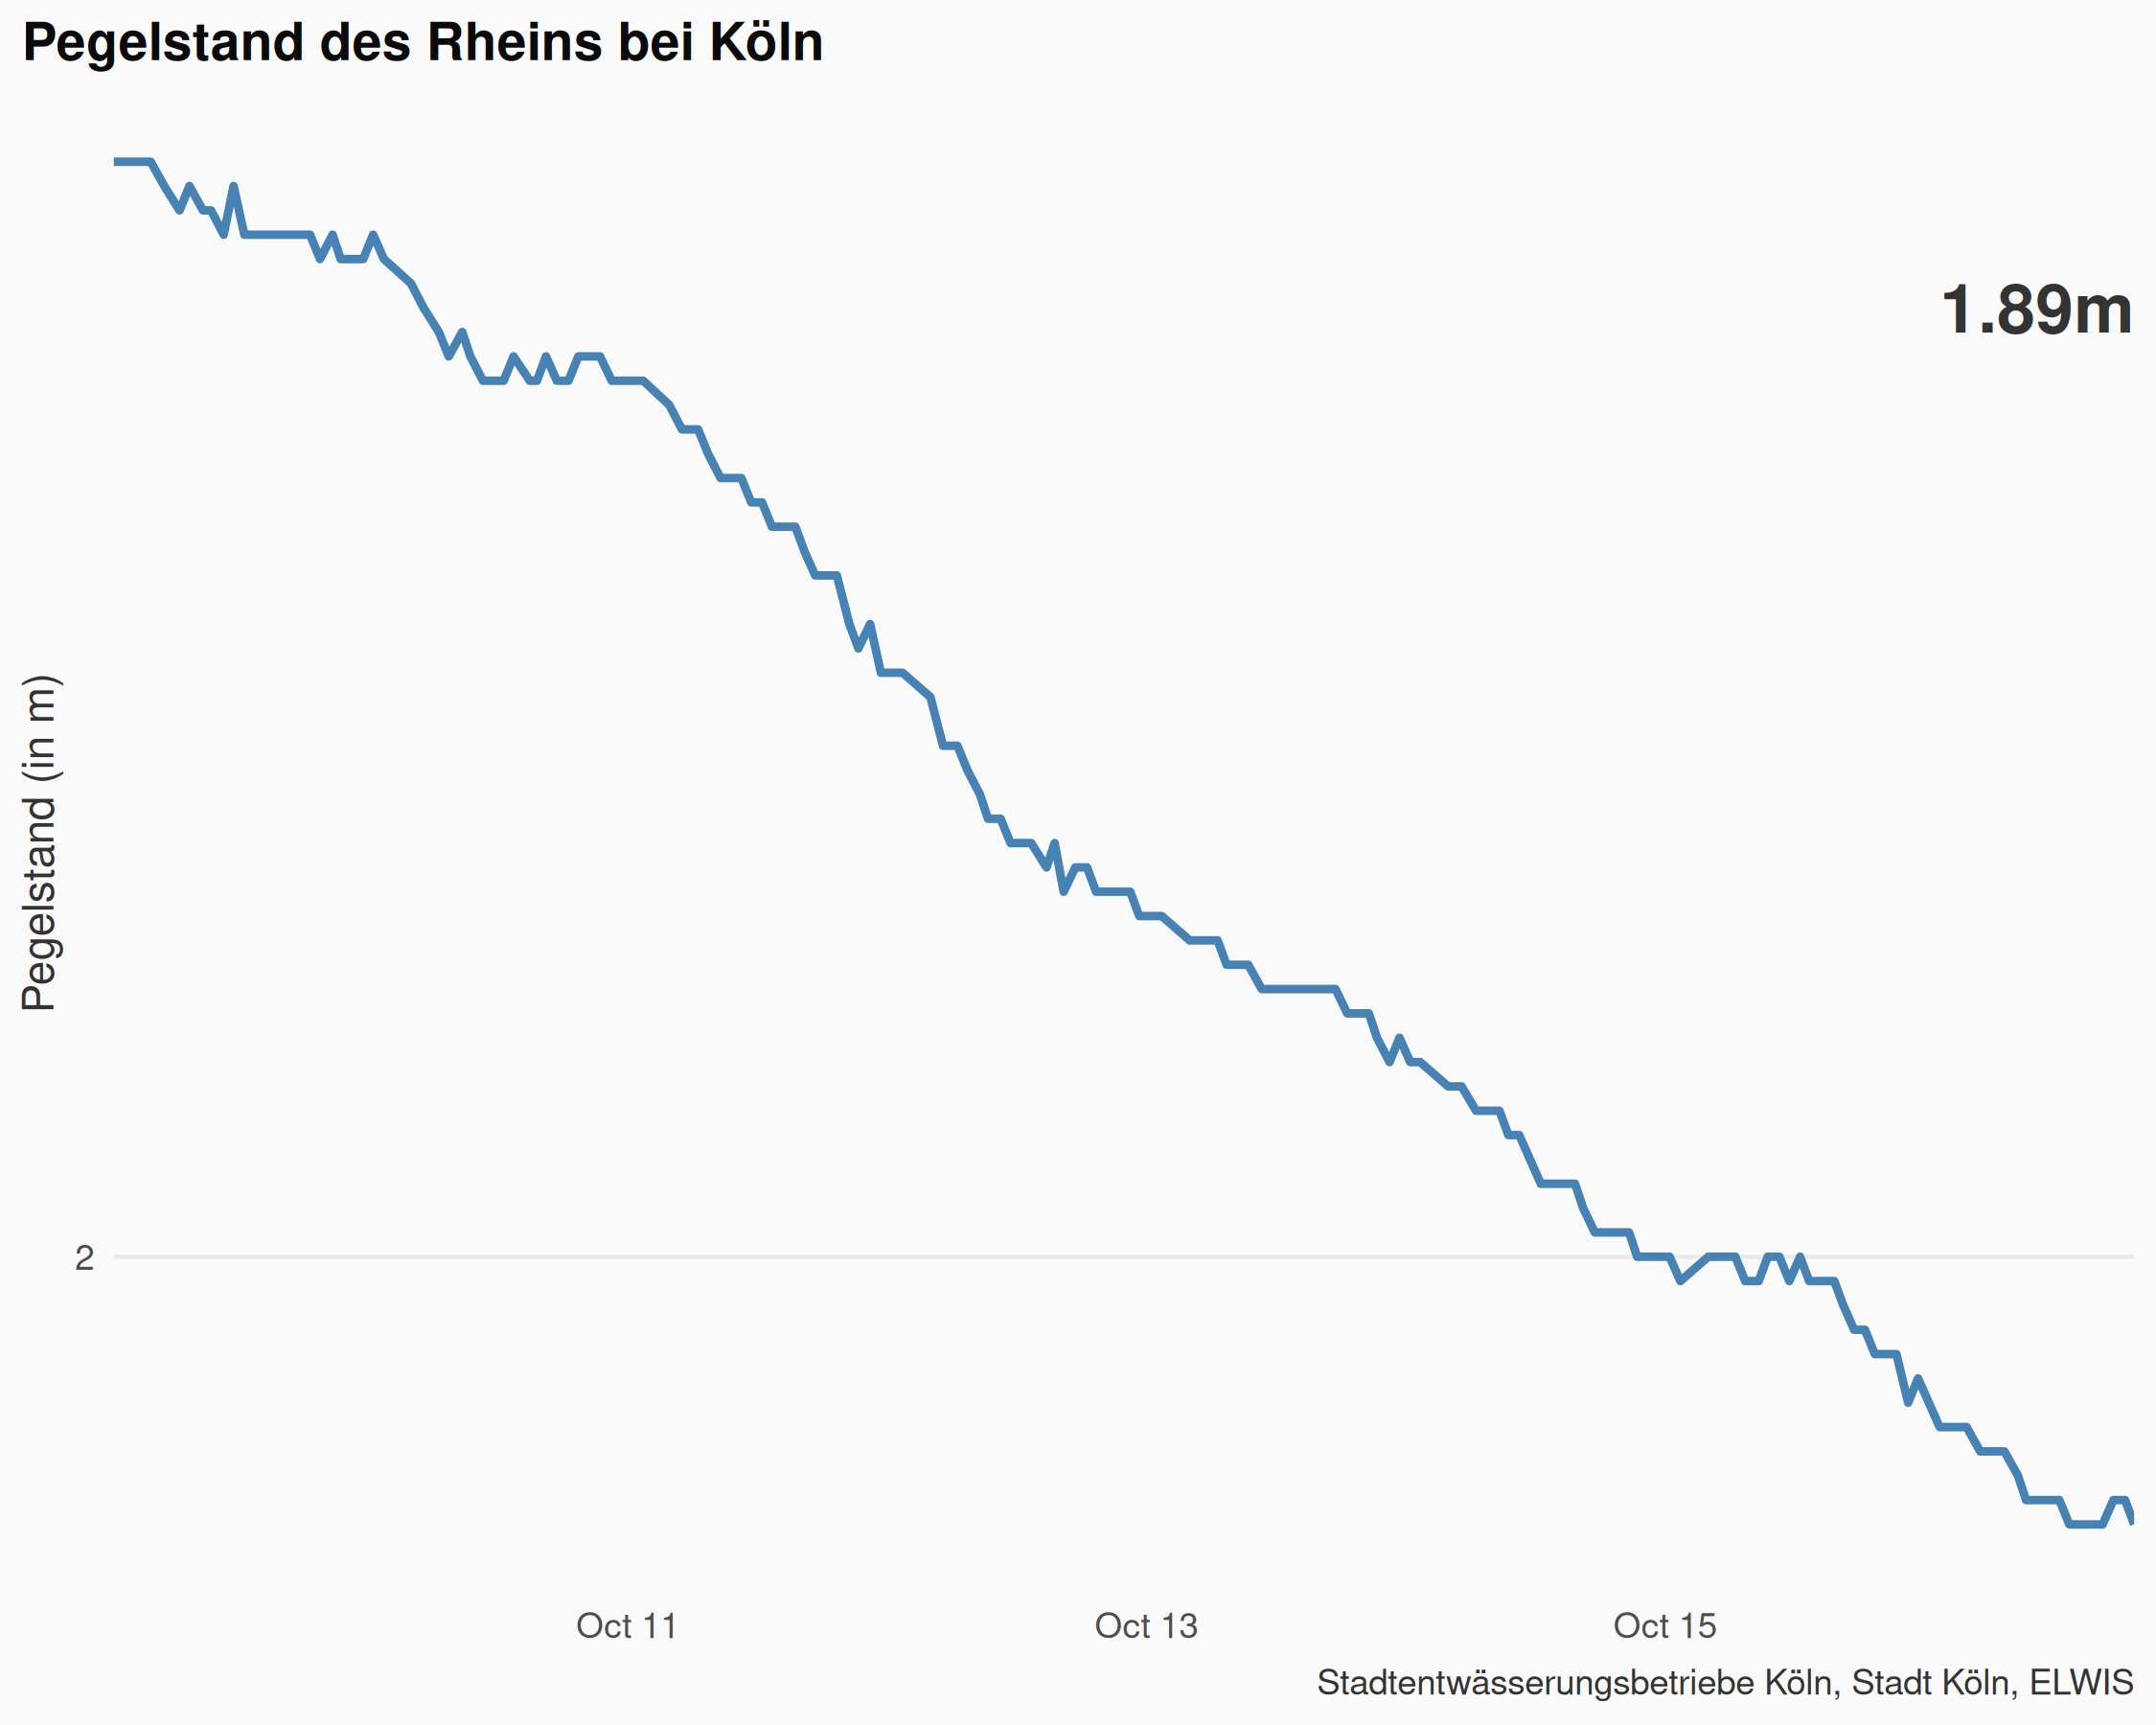 Pegelstand des Rheins bei Köln
1.89m
Pegelstand (in m)
2
Oct 11
Oct 13
Oct 15
Stadtentwässerungsbetriebe Köln, Stadt Köln, ELWIS